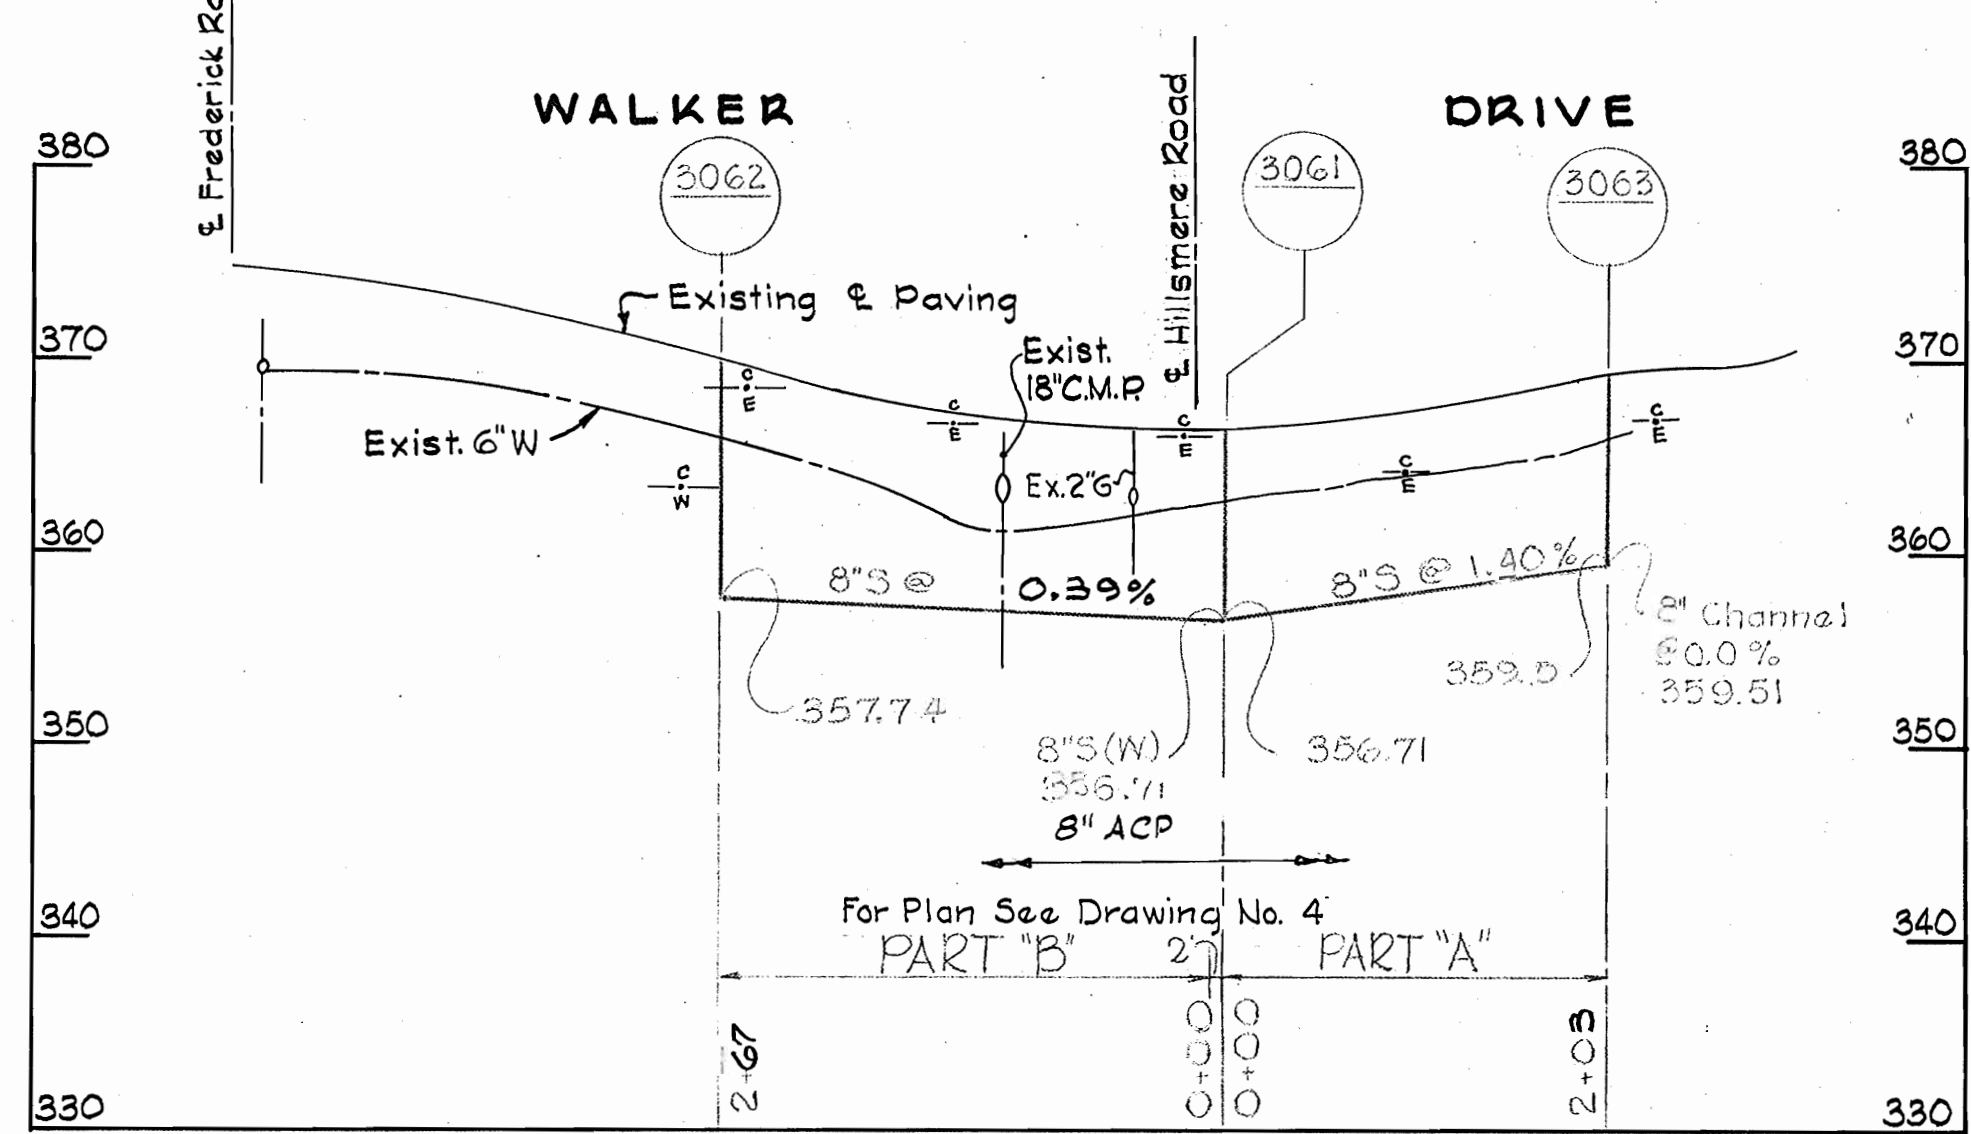 ℄ Frederick
WALKER DRIVE
℄ Hillsmere Road
3062
3061
3063
380
380
Existing ℄ Paving
370
370
Exist.
18"C.M.P.
C
E
C
E
C
E
C
E
C
E
Exist. 6"W
C
W
Ex. 2"G
360
360
8"S @ 0.39%
8"S @ 1.40%
8" Channel
@ 0.0%
359.51
357.74
350
350
8"S(W)
356.71
356.71
8" ACP
340
340
For Plan See Drawing No. 4
PART "B"
2'
PART "A"
2+67
0+00
0+00
2+03
330
330